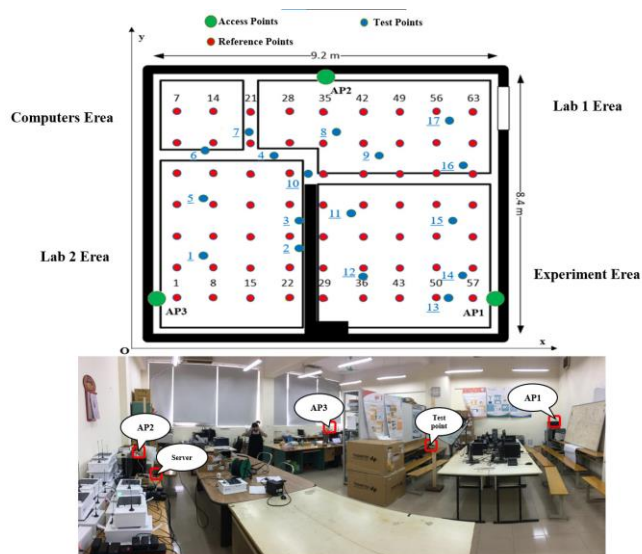 y
Access Points
Test Points
Reference Points
9.2 m
AP2
7 14 21 28 35 42 49 56 63
Computers Erea
Lab 1 Erea
17
7
8
6
4
9
16
10
8.4 m
5
3
11
15
2
Lab 2 Erea
1
Experiment Erea
12
14
1 8 15 22 29 36 43 50 57
13
AP3
AP1
O
x
AP2
Server
AP3
Test
point
AP1